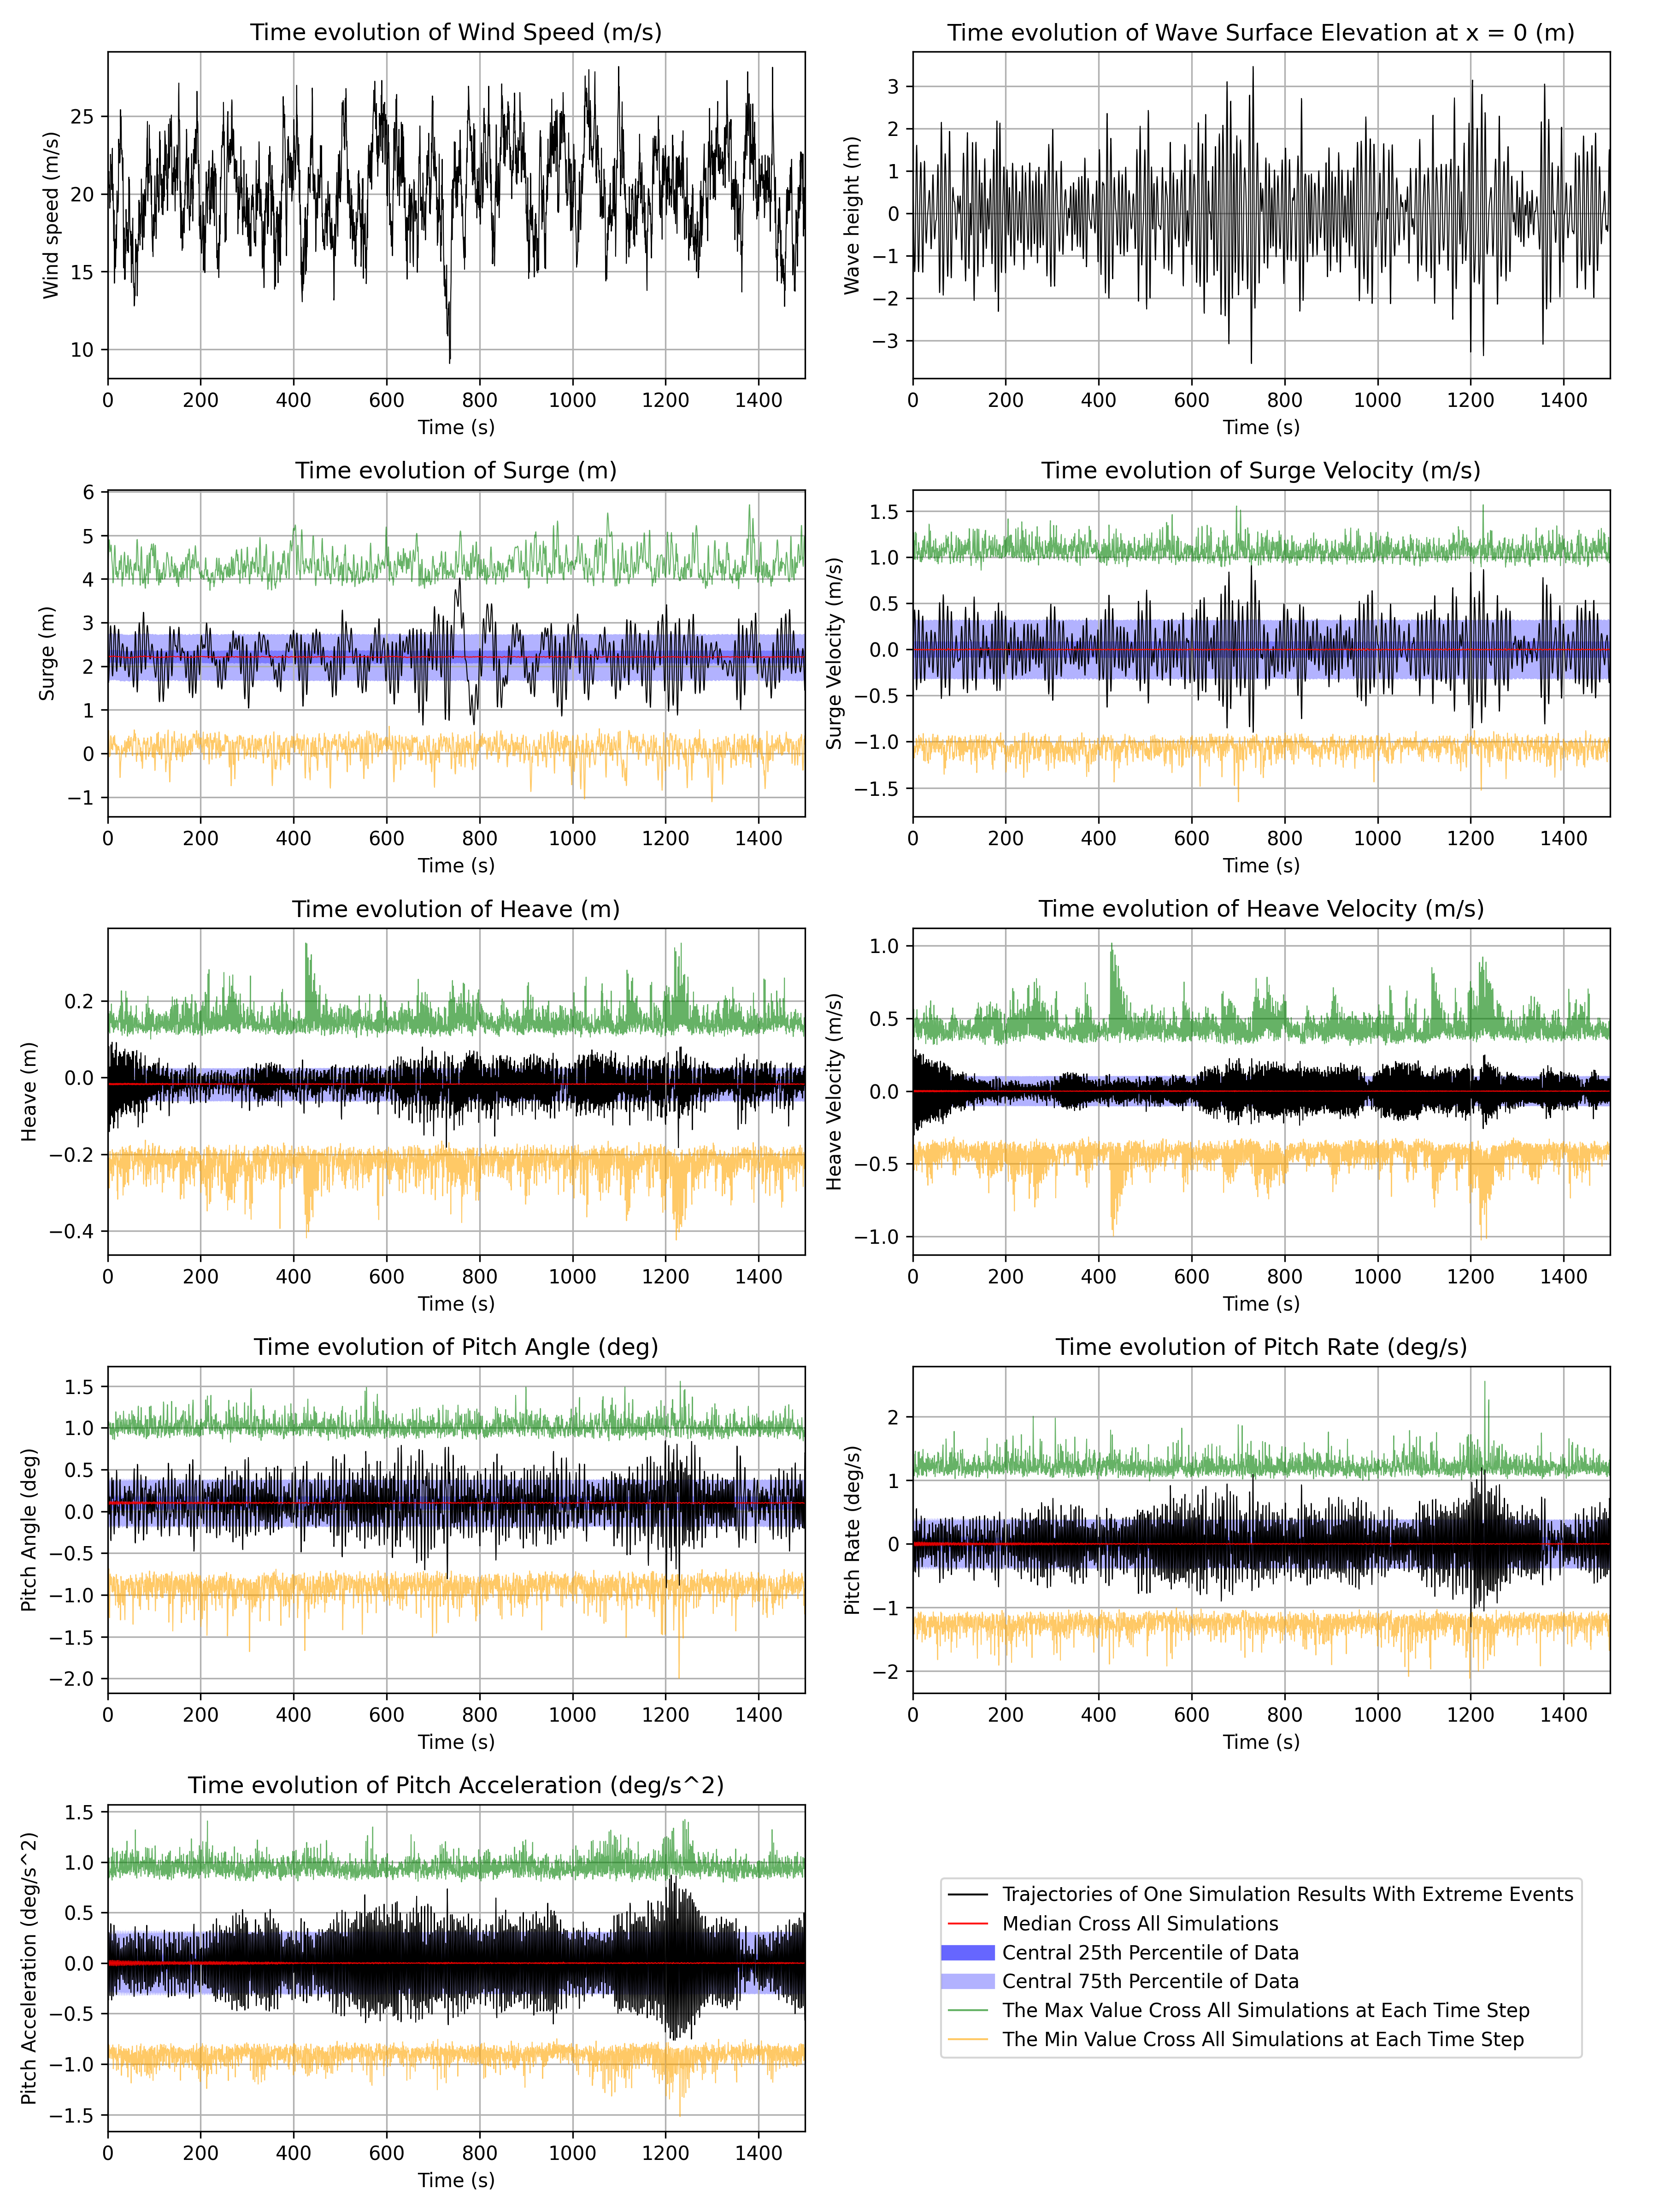 Time evolution of Wind Speed (m/s)
Wind speed (m/s)
25
20
15
10
0 200 400 600 800 1000 1200 1400
Time (s)
Time evolution of Wave Surface Elevation at x = 0 (m)
Wave height (m)
3
2
1
0
−1
−2
−3
0 200 400 600 800 1000 1200 1400
Time (s)
Time evolution of Surge (m)
Surge (m)
6
5
4
3
2
1
0
−1
0 200 400 600 800 1000 1200 1400
Time (s)
Time evolution of Surge Velocity (m/s)
Surge Velocity (m/s)
1.5
1.0
0.5
0.0
−0.5
−1.0
−1.5
0 200 400 600 800 1000 1200 1400
Time (s)
Time evolution of Heave (m)
Heave (m)
0.2
0.0
−0.2
−0.4
0 200 400 600 800 1000 1200 1400
Time (s)
Time evolution of Heave Velocity (m/s)
Heave Velocity (m/s)
1.0
0.5
0.0
−0.5
−1.0
0 200 400 600 800 1000 1200 1400
Time (s)
Time evolution of Pitch Angle (deg)
Pitch Angle (deg)
1.5
1.0
0.5
0.0
−0.5
−1.0
−1.5
−2.0
0 200 400 600 800 1000 1200 1400
Time (s)
Time evolution of Pitch Rate (deg/s)
Pitch Rate (deg/s)
2
1
0
−1
−2
0 200 400 600 800 1000 1200 1400
Time (s)
Time evolution of Pitch Acceleration (deg/s^2)
Pitch Acceleration (deg/s^2)
1.5
1.0
0.5
0.0
−0.5
−1.0
−1.5
0 200 400 600 800 1000 1200 1400
Time (s)
Trajectories of One Simulation Results With Extreme Events
Median Cross All Simulations
Central 25th Percentile of Data
Central 75th Percentile of Data
The Max Value Cross All Simulations at Each Time Step
The Min Value Cross All Simulations at Each Time Step